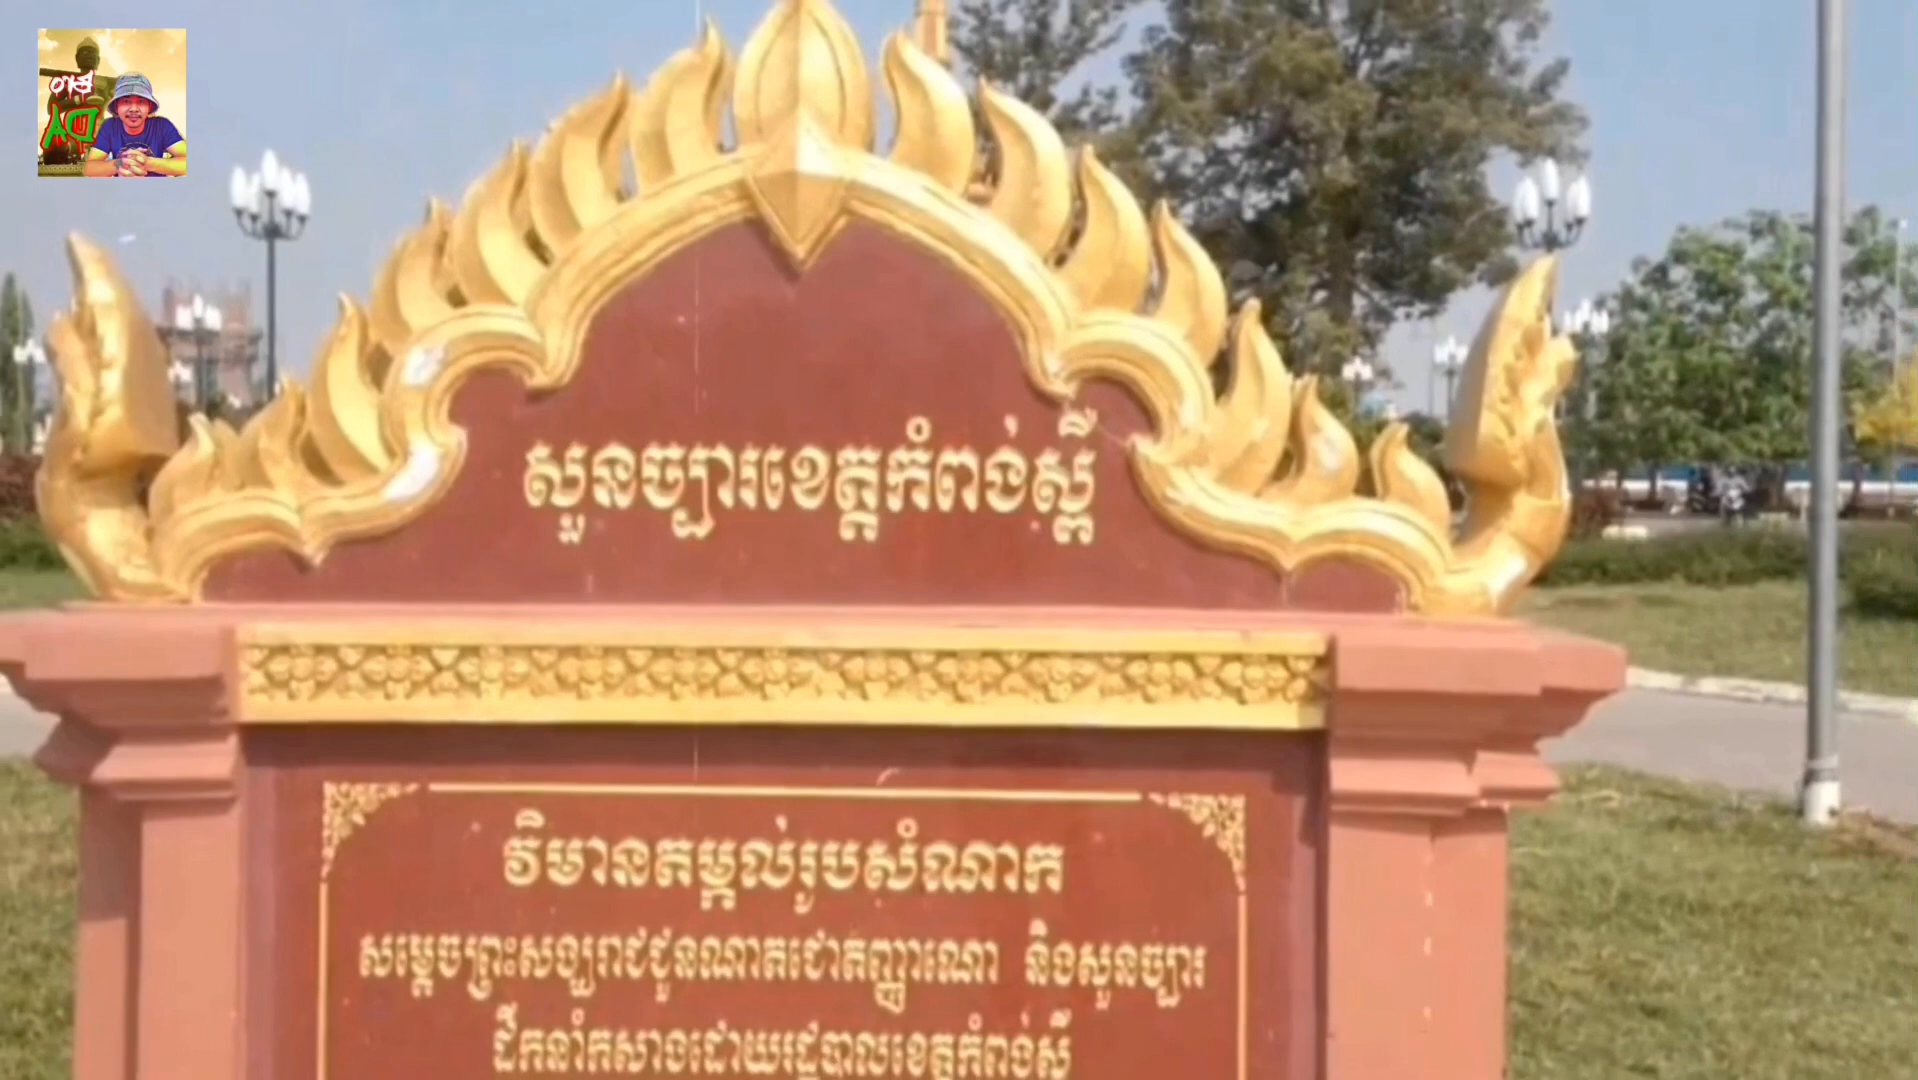 សួនច្បារខេត្តកំពង់ស្ពឺ
វិមានតម្កល់រូបសំណាក
សម្តេចព្រះសង្ឃរាជជួនណាតជោតញ្ញាណោ និងសួនច្បារ
ដឹកនាំកសាងដោយរដ្ឋបាលខេត្តកំពង់ស្ពឺ
AD